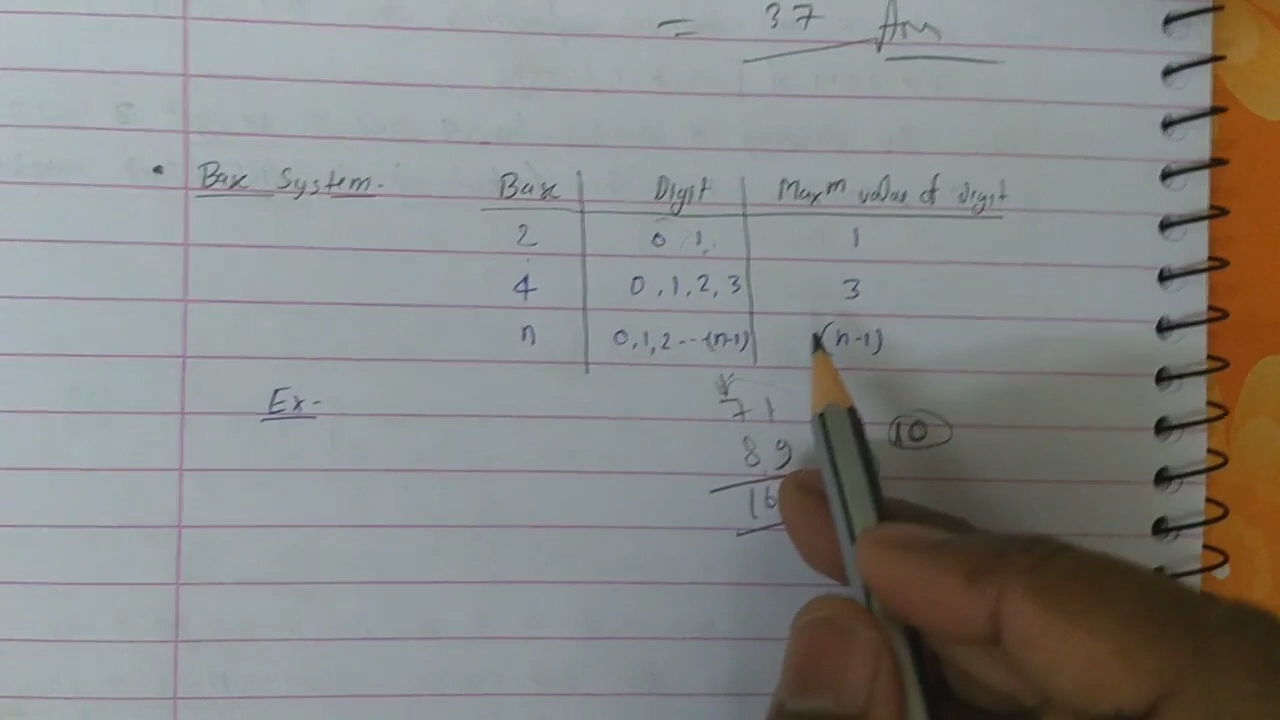 = 37 Ans
• Base System.
Base Digit Maxm value of digit
2 0 1, 1
4 0,1,2,3 3
n 0,1,2---(n-1) (n-1)
Ex-
71
89 10
16